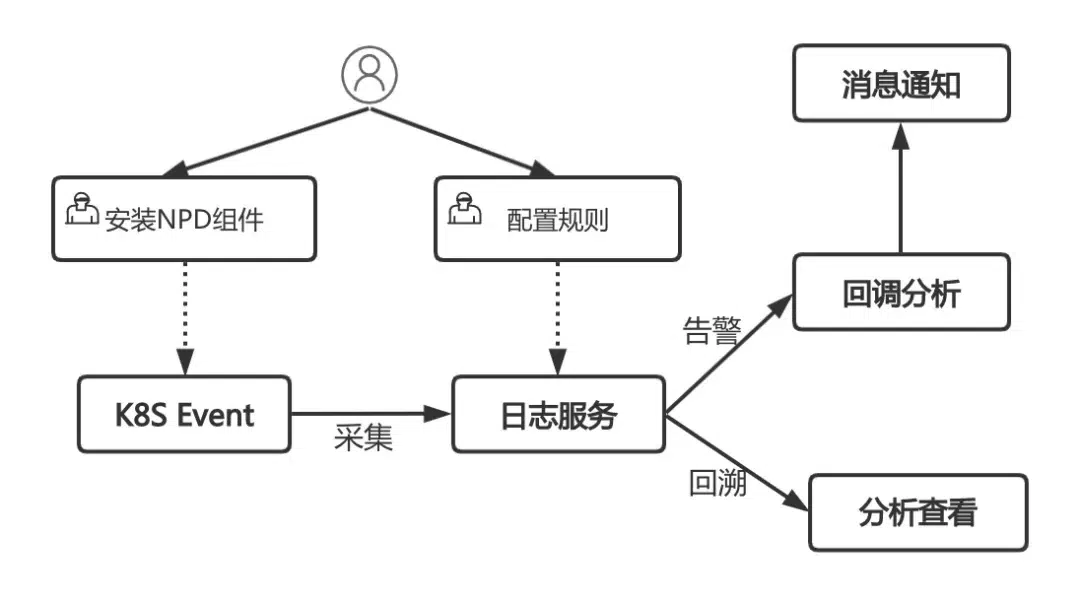 消息通知
安装NPD组件
配置规则
回调分析
告警
K8S Event
采集
日志服务
回溯
分析查看